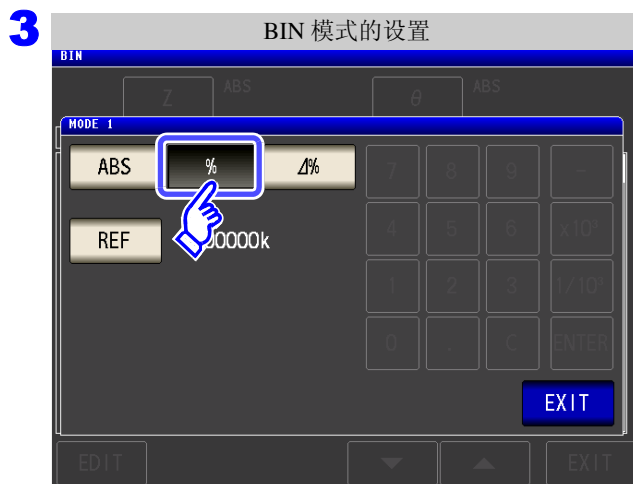 3
BIN 模式的设置
BIN
Z ABS θ ABS
MODE 1
ABS % Δ% 7 8 9 −
REF 00000k 4 5 6 x10³
1 2 3 1/10³
0 . C ENTER
EXIT
EDIT EXIT